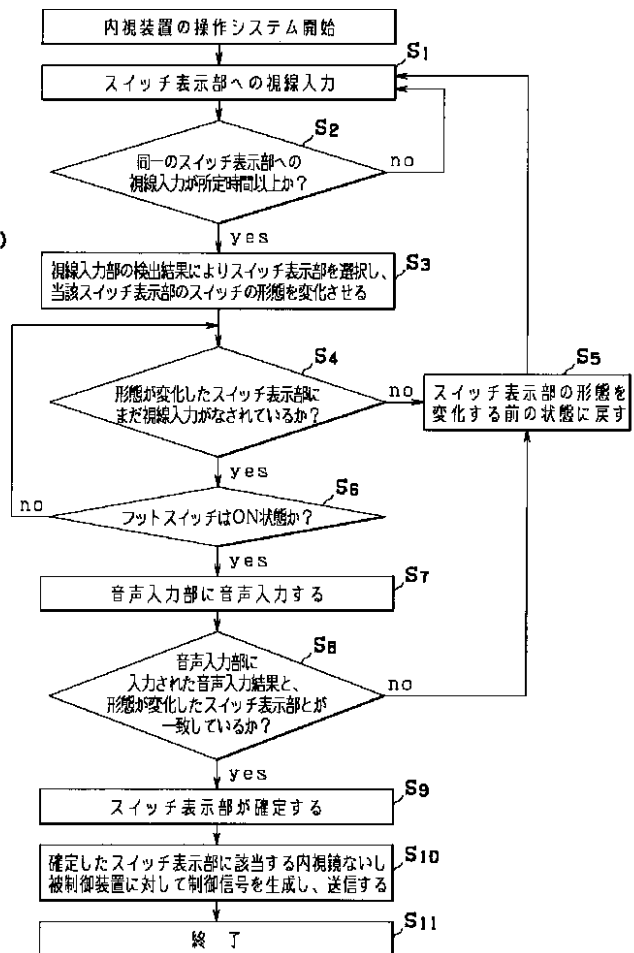 内視装置の操作システム開始
S1
スイッチ表示部への視線入力
S2
同一のスイッチ表示部への
視線入力が所定時間以上か?
no
)
yes
S3
視線入力部の検出結果によりスイッチ表示部を選択し、
当該スイッチ表示部のスイッチの形態を変化させる
S4
形態が変化したスイッチ表示部に
まだ視線入力がなされているか?
no
S5
スイッチ表示部の形態を
変化する前の状態に戻す
yes
S6
no
フットスイッチはON状態か?
yes
S7
音声入力部に音声入力する
S8
音声入力部に
入力された音声入力結果と、
形態が変化したスイッチ表示部とが
一致しているか?
no
yes
S9
スイッチ表示部が確定する
S10
確定したスイッチ表示部に該当する内視鏡ないし
被制御装置に対して制御信号を生成し、送信する
S11
終了